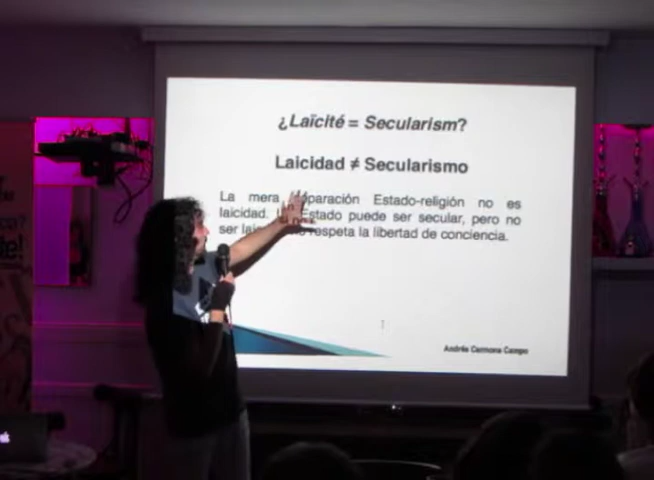 ¿Laïcité = Secularism?
Laicidad ≠ Secularismo
La mera Estado-religión no es
laicidad. Estado puede ser secular, pero no
ser respeta la libertad de conciencia.
Andrés Carmona Campo